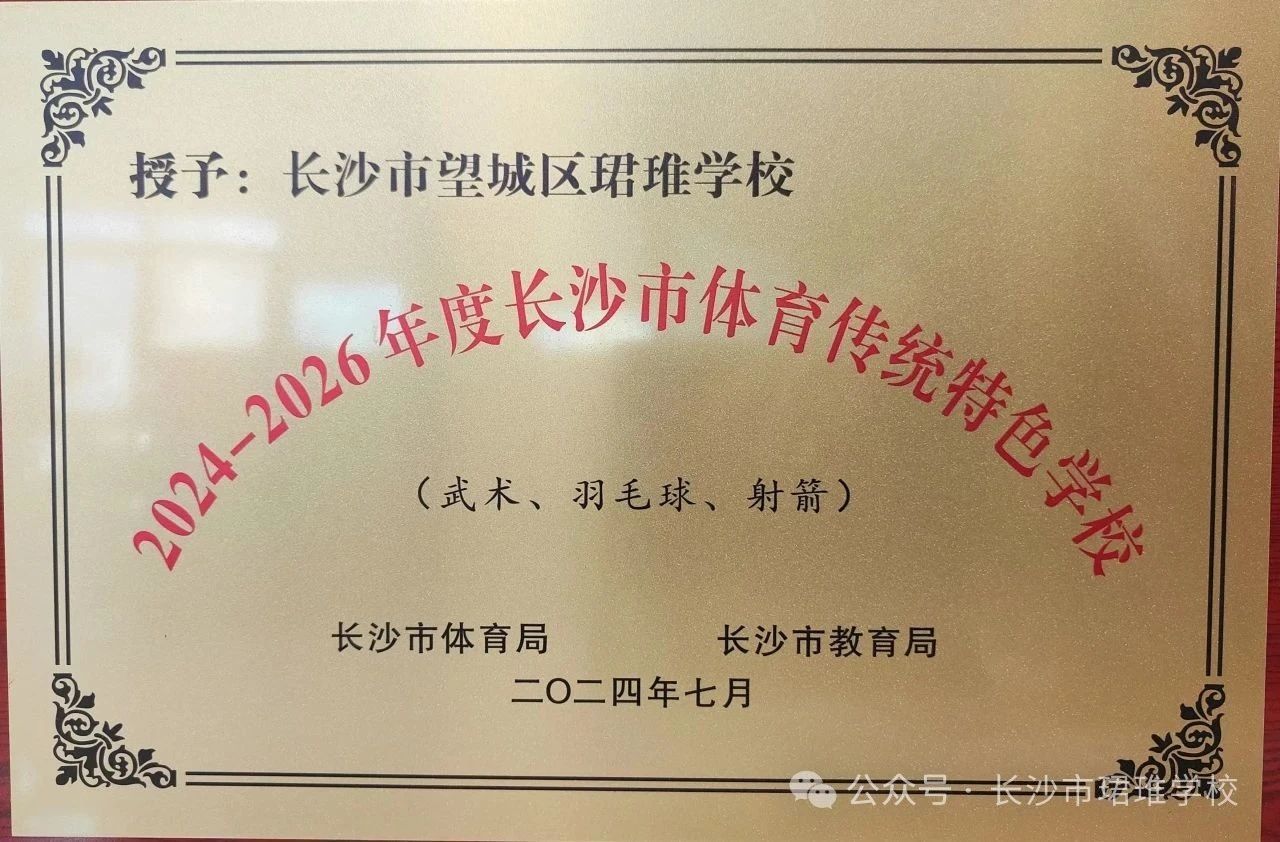 授予：长沙市望城区珺琟学校
2024-2026年度长沙市体育传统特色学校
（武术、羽毛球、射箭）
长沙市体育局 长沙市教育局
二〇二四年七月
公众号·长沙市珺琟学校